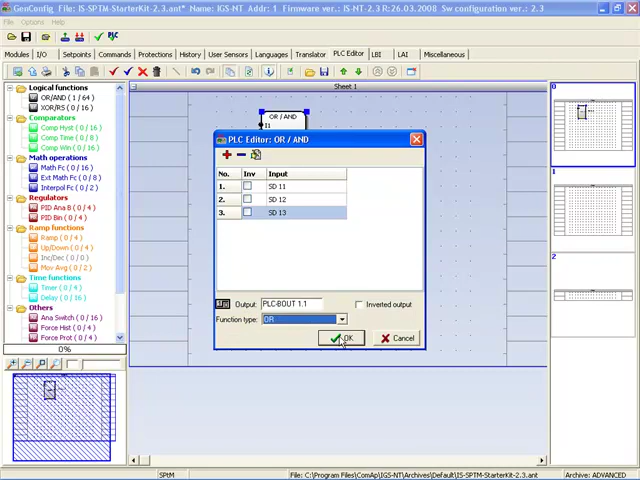 GenConfig File: IS-SPTM-StarterKit-2.3.ant* Name: IGS-NT Addr: 1 Firmware ver.: IS-NT-2.3 R:26.03.2008 Sw configuration ver.: 2.3
File Options Help
Modules I/O Setpoints Commands Protections History User Sensors Languages Translator PLC Editor LBI LAI Miscellaneous
Logical functions
OR/AND ( 1 / 64 )
XOR/RS ( 0 / 16 )
Comparators
Comp Hyst ( 0 / 16 )
Comp Time ( 0 / 8 )
Comp Win ( 0 / 16 )
Math operations
Math Fc ( 0 / 16 )
Ext Math Fc ( 0 / 8 )
Interpol Fc ( 0 / 2 )
Regulators
PID Ana B ( 0 / 4 )
PID Bin ( 0 / 4 )
Ramp functions
Ramp ( 0 / 4 )
Up/Down ( 0 / 4 )
Inc/Dec ( 0 / 0 )
Mov Avg ( 0 / 2 )
Time functions
Timer ( 0 / 4 )
Delay ( 0 / 16 )
Others
Ana Switch ( 0 / 4 )
Force Hist ( 0 / 4 )
Force Prot ( 0 / 4 )
0%
Sheet 1
OR / AND
I1
PLC Editor: OR / AND
No. Inv Input
1. SD 11
2. SD 12
3. SD 13
Output: PLC-BOUT 1.1 Inverted output
Function type: OR
OK Cancel
0
1
2
SPtM File: C:\Program Files\ComAp\IGS-NT\Archives\Default\IS-SPTM-StarterKit-2.3.ant Archive: ADVANCED